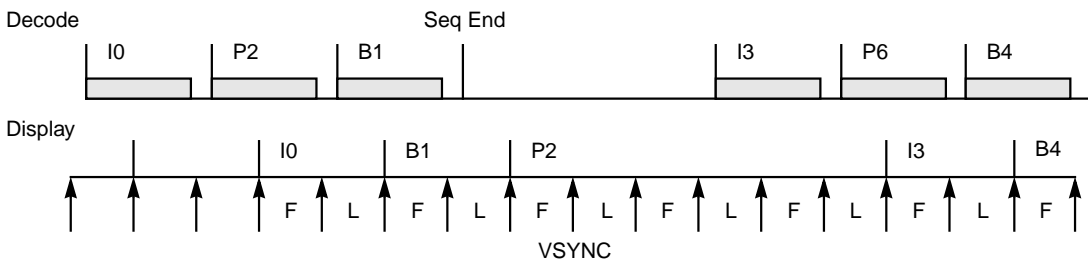 Decode Seq End
I0 P2 B1 I3 P6 B4
Display
I0 B1 P2 I3 B4
F L F L F L F L F L F L F
VSYNC